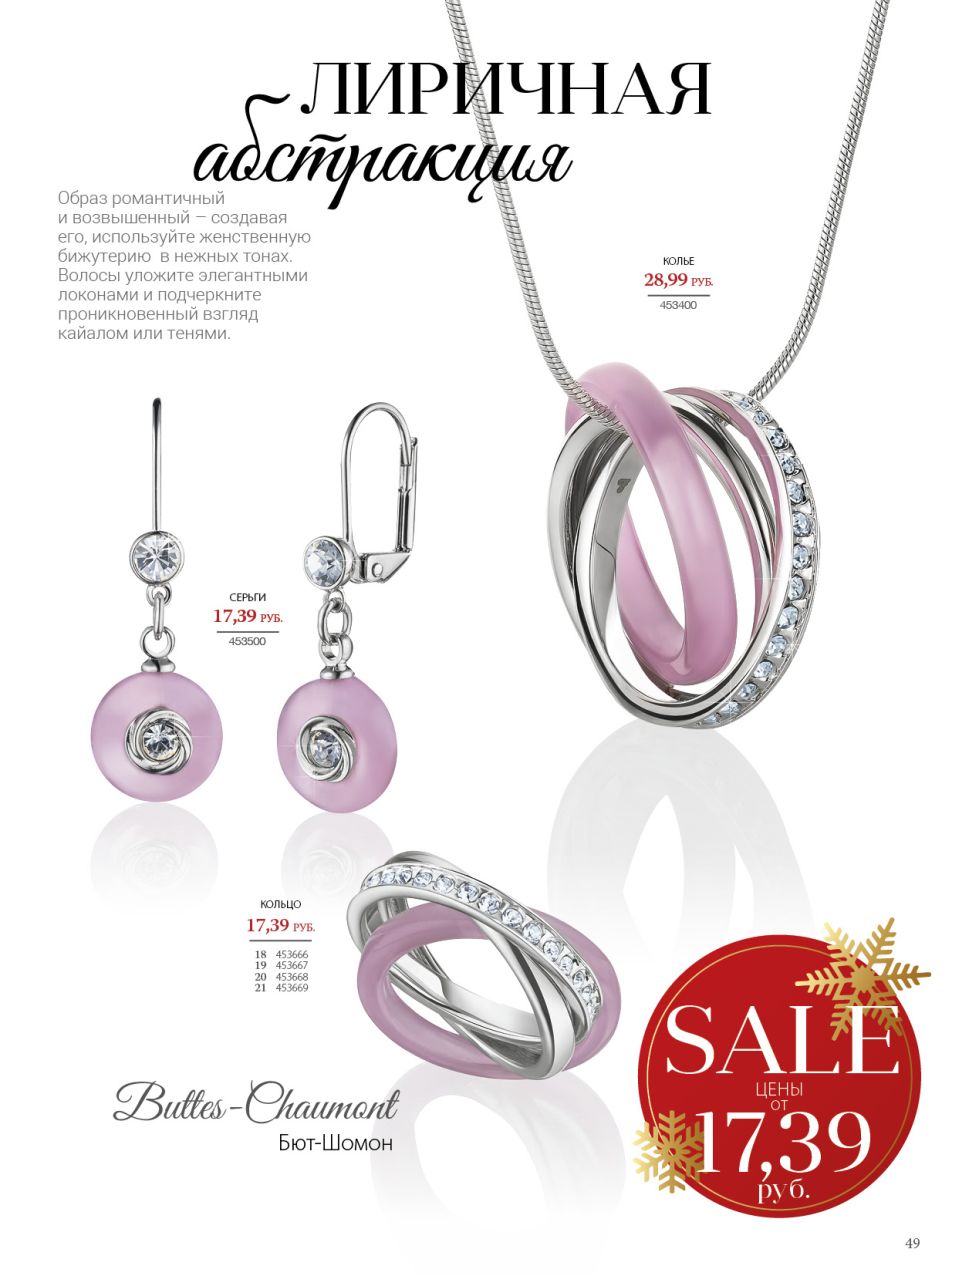 ЛИРИЧНАЯ
абстракция
Образ романтичный
и возвышенный – создавая
его, используйте женственную
бижутерию в нежных тонах.
Волосы уложите элегантными
локонами и подчеркните
проникновенный взгляд
кайалом или тенями.
КОЛЬЕ
28,99 РУБ.
453400
СЕРЬГИ
17,39 РУБ.
453500
КОЛЬЦО
17,39 РУБ.
18 453666
19 453667
20 453668
21 453669
Buttes-Chaumont
Бют-Шомон
SALE
ЦЕНЫ
ОТ
17,39
руб.
49